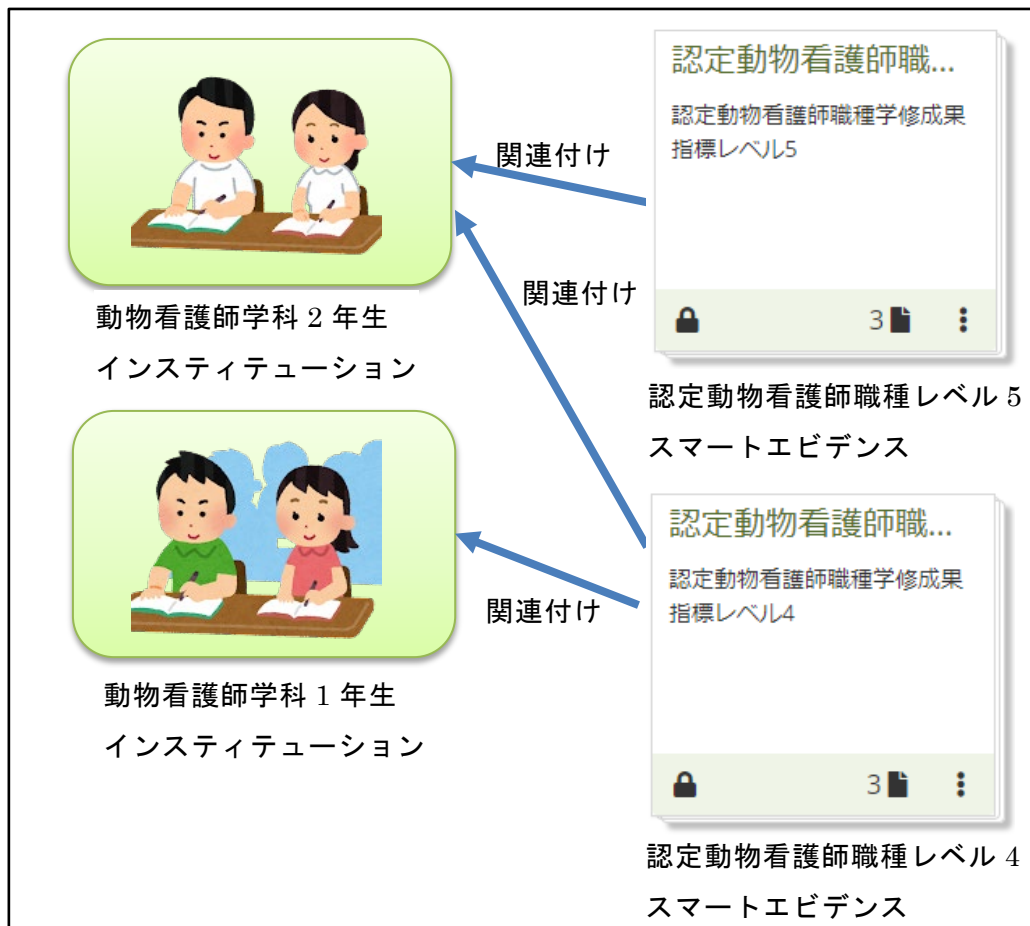 関連付け
関連付け
動物看護師学科 2 年生
インスティテューション
認定動物看護師職...
認定動物看護師職種学修成果
指標レベル5
3
認定動物看護師職種レベル 5
スマートエビデンス
関連付け
動物看護師学科 1 年生
インスティテューション
認定動物看護師職...
認定動物看護師職種学修成果
指標レベル4
3
認定動物看護師職種レベル 4
スマートエビデンス